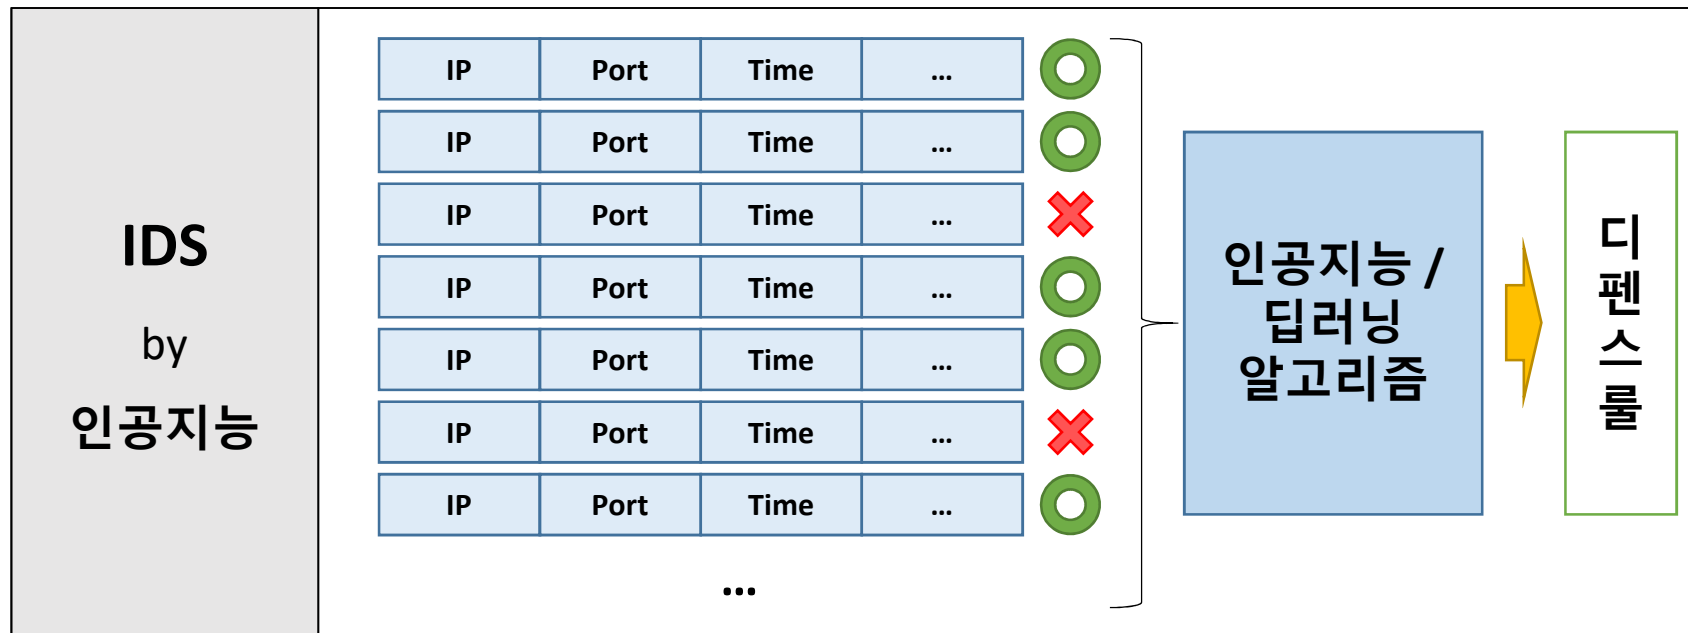 IDS
by
인공지능
IP Port Time ...
IP Port Time ...
IP Port Time ...
IP Port Time ...
IP Port Time ...
IP Port Time ...
IP Port Time ...
...
인공지능 /
딥러닝
알고리즘
디
펜
스
룰